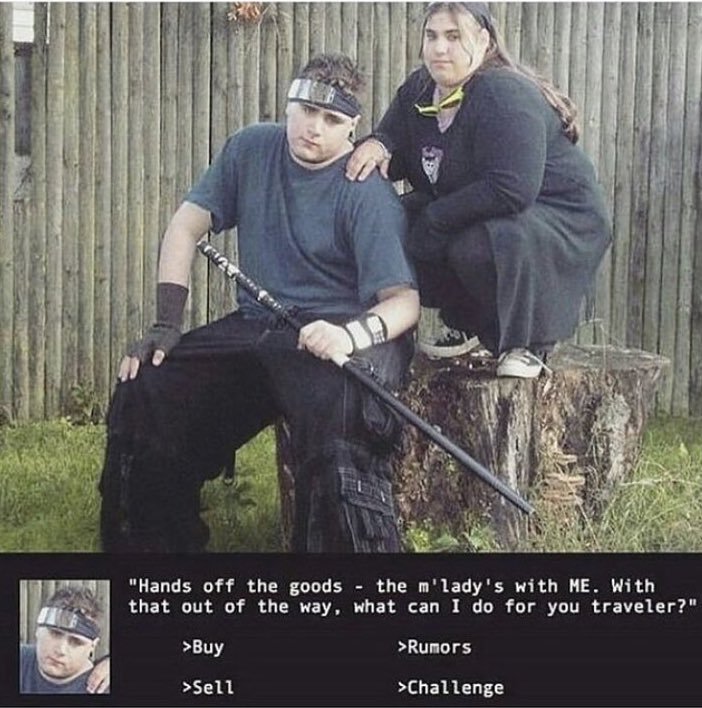 "Hands off the goods - the m'lady's with ME. With
that out of the way, what can I do for you traveler?"
>Buy
>Rumors
>Sell
>Challenge